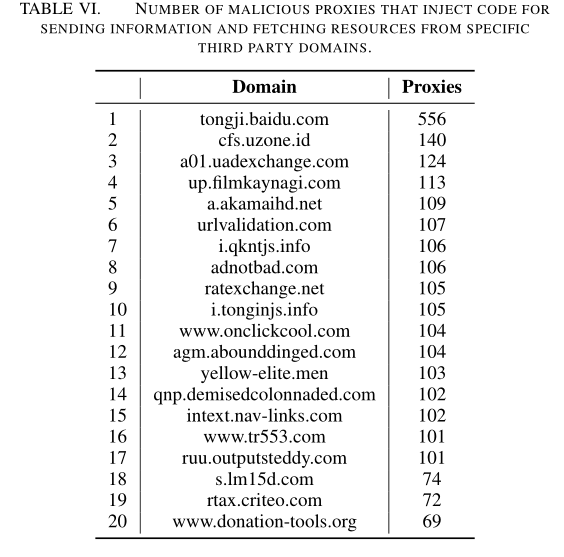 TABLE VI. NUMBER OF MALICIOUS PROXIES THAT INJECT CODE FOR
SENDING INFORMATION AND FETCHING RESOURCES FROM SPECIFIC
THIRD PARTY DOMAINS.
Domain Proxies
1 tongji.baidu.com 556
2 cfs.uzone.id 140
3 a01.uadexchange.com 124
4 up.filmkaynagi.com 113
5 a.akamaihd.net 109
6 urlvalidation.com 107
7 i.qkntjs.info 106
8 adnotbad.com 106
9 ratexchange.net 105
10 i.tonginjs.info 105
11 www.onclickcool.com 104
12 agm.abounddinged.com 104
13 yellow-elite.men 103
14 qnp.demisedcolonnaded.com 102
15 intext.nav-links.com 102
16 www.tr553.com 101
17 ruu.outputsteddy.com 101
18 s.lm15d.com 74
19 rtax.criteo.com 72
20 www.donation-tools.org 69